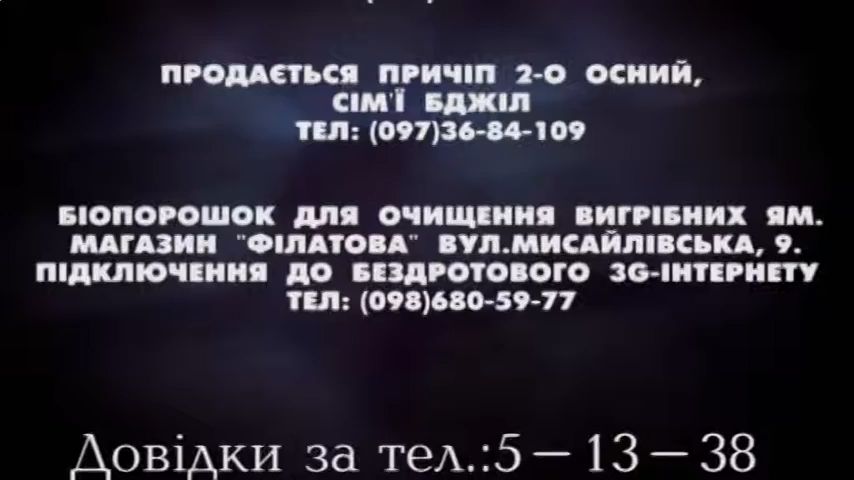 ПРОДАЄТЬСЯ ПРИЧІП 2-О ОСНИЙ,
СІМ'Ї БДЖІЛ
ТЕЛ: (097)36-84-109
БІОПОРОШОК ДЛЯ ОЧИЩЕННЯ ВИГРІБНИХ ЯМ.
МАГАЗИН "ФІЛАТОВА" ВУЛ.МИСАЙЛІВСЬКА, 9.
ПІДКЛЮЧЕННЯ ДО БЕЗДРОТОВОГО 3G-ІНТЕРНЕТУ
ТЕЛ: (098)680-59-77
Довідки за тел.:5-13-38